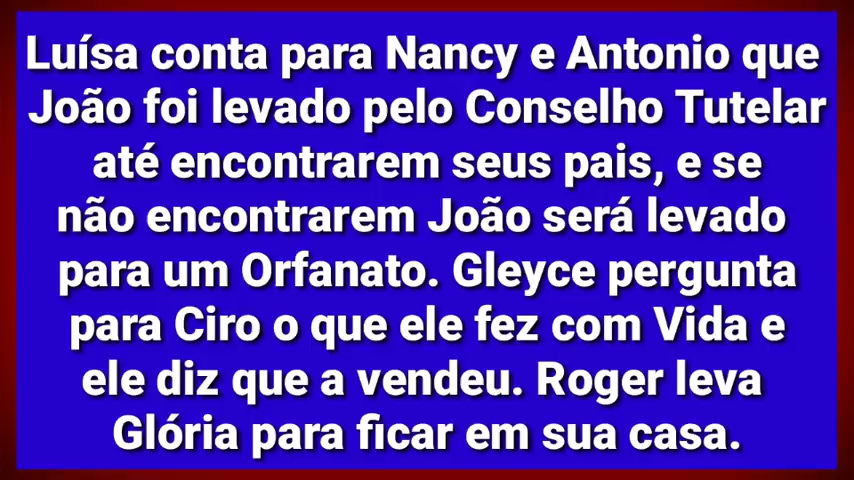 Luísa conta para Nancy e Antonio que
João foi levado pelo Conselho Tutelar
até encontrarem seus pais, e se
não encontrarem João será levado
para um Orfanato. Gleyce pergunta
para Ciro o que ele fez com Vida e
ele diz que a vendeu. Roger leva
Glória para ficar em sua casa.